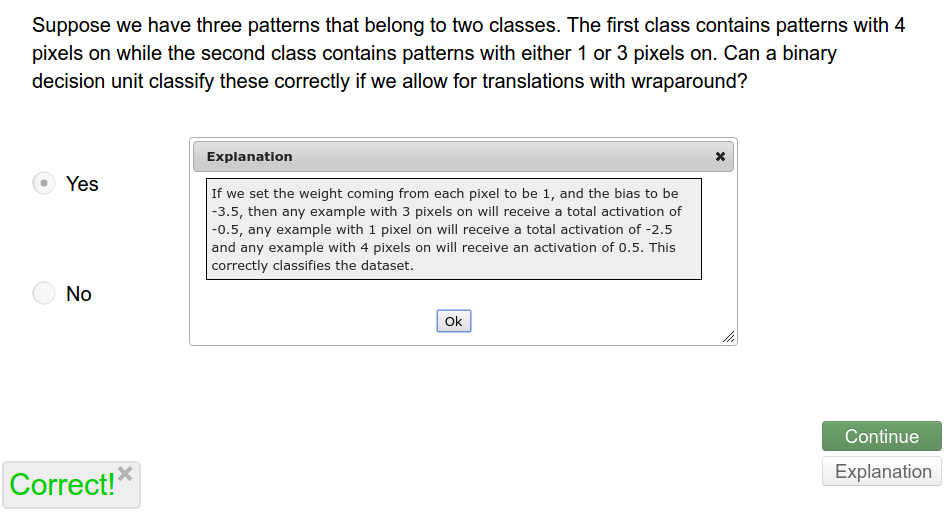 Suppose we have three patterns that belong to two classes. The first class contains patterns with 4
pixels on while the second class contains patterns with either 1 or 3 pixels on. Can a binary
decision unit classify these correctly if we allow for translations with wraparound?
Yes
No
Explanation
If we set the weight coming from each pixel to be 1, and the bias to be
-3.5, then any example with 3 pixels on will receive a total activation of
-0.5, any example with 1 pixel on will receive a total activation of -2.5
and any example with 4 pixels on will receive an activation of 0.5. This
correctly classifies the dataset.
Ok
Continue
Explanation
Correct!